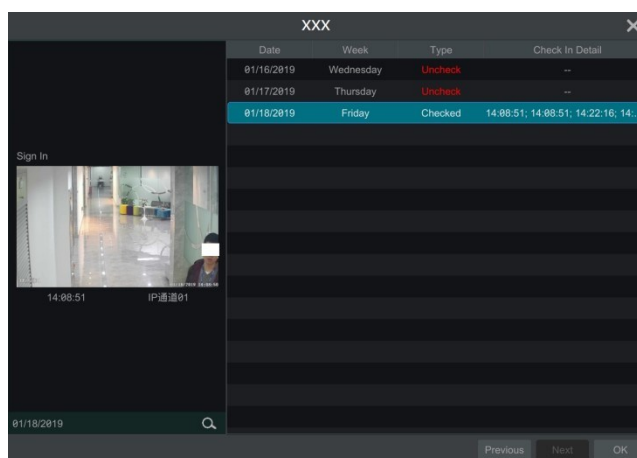 XXX
Date Week Type Check In Detail
01/16/2019 Wednesday Uncheck --
01/17/2019 Thursday Uncheck --
01/18/2019 Friday Checked 14:08:51; 14:08:51; 14:22:16; 14:..
Sign In
14:08:51 IP通道01
01/18/2019
Previous Next OK